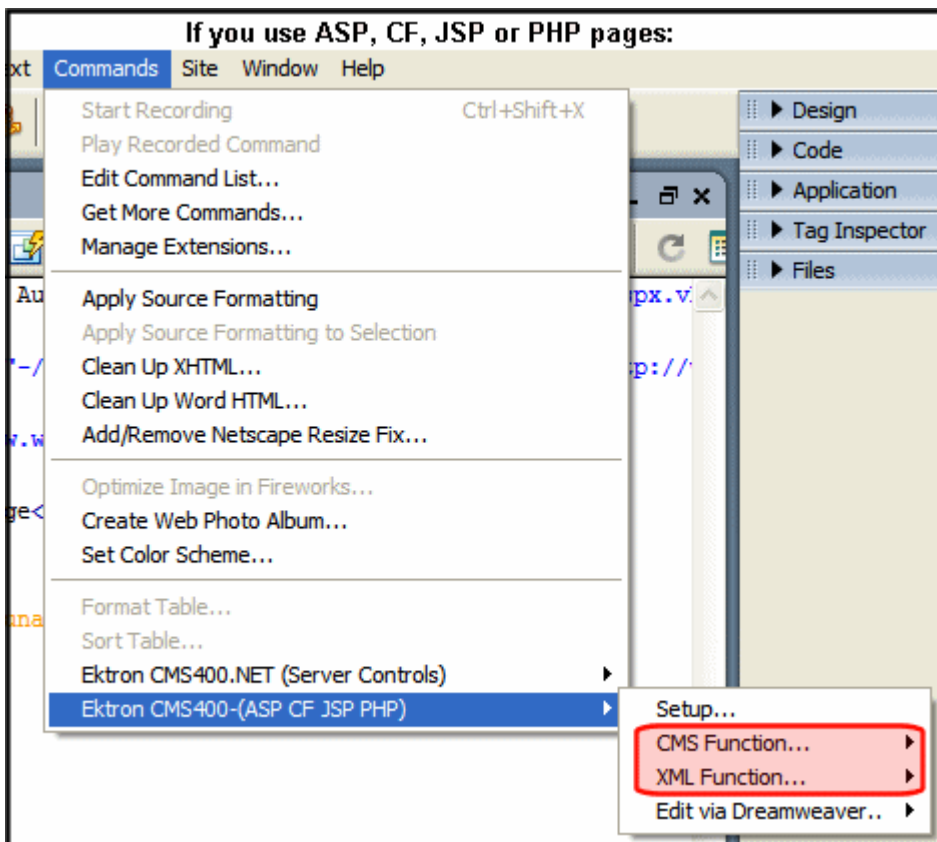 If you use ASP, CF, JSP or PHP pages:
xt Commands Site Window Help
Start Recording Ctrl+Shift+X
Play Recorded Command
Edit Command List...
Get More Commands...
Manage Extensions...
Apply Source Formatting
Apply Source Formatting to Selection
Clean Up XHTML...
Clean Up Word HTML...
Add/Remove Netscape Resize Fix...
Optimize Image in Fireworks...
Create Web Photo Album...
Set Color Scheme...
Format Table...
Sort Table...
Ektron CMS400.NET (Server Controls)
Ektron CMS400-(ASP CF JSP PHP)
Setup...
CMS Function...
XML Function...
Edit via Dreamweaver..
Design
Code
Application
Tag Inspector
Files
Au
px.v
"-/
p://
w.w
ge<
una